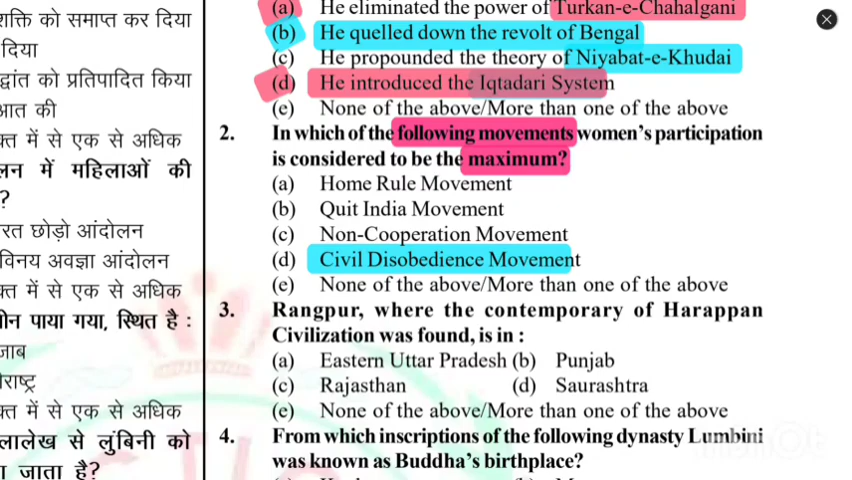 शक्ति को समाप्त कर दिया
दिया
द्धांत को प्रतिपादित किया
आत की
क्त में से एक से अधिक
लन में महिलाओं की
?
रत छोड़ो आंदोलन
विनय अवज्ञा आंदोलन
क्त में से एक से अधिक
ीन पाया गया, स्थित है :
जाब
राष्ट्र
क्त में से एक से अधिक
लालेख से लुंबिनी को
ा जाता है?
(a) He eliminated the power of Turkan-e-Chahalgani
(b) He quelled down the revolt of Bengal
(c) He propounded the theory of Niyabat-e-Khudai
(d) He introduced the Iqtadari System
(e) None of the above/More than one of the above
2. In which of the following movements women's participation
is considered to be the maximum?
(a) Home Rule Movement
(b) Quit India Movement
(c) Non-Cooperation Movement
(d) Civil Disobedience Movement
(e) None of the above/More than one of the above
3. Rangpur, where the contemporary of Harappan
Civilization was found, is in :
(a) Eastern Uttar Pradesh (b) Punjab
(c) Rajasthan (d) Saurashtra
(e) None of the above/More than one of the above
4. From which inscriptions of the following dynasty Lumbini
was known as Buddha's birthplace?